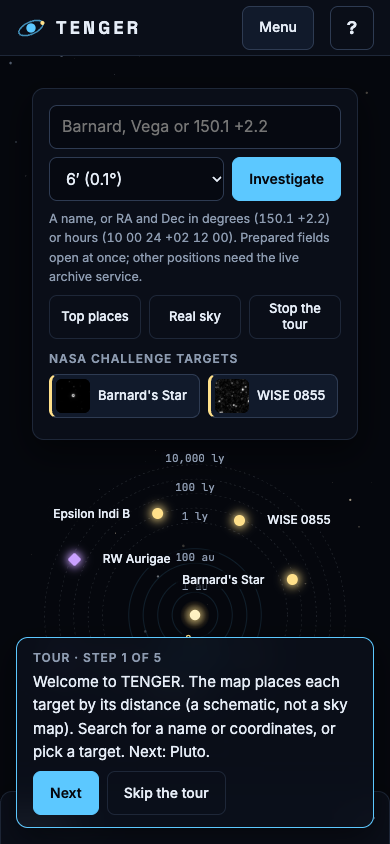 TENGER
Menu
?
Barnard, Vega or 150.1 +2.2
6′ (0.1°)
Investigate
A name, or RA and Dec in degrees (150.1 +2.2)
or hours (10 00 24 +02 12 00). Prepared fields
open at once; other positions need the live
archive service.
Top places
Real sky
Stop the
tour
NASA CHALLENGE TARGETS
Barnard's Star
WISE 0855
10,000 ly
100 ly
Epsilon Indi B
1 ly
WISE 0855
RW Aurigae
100 au
Barnard's Star
TOUR · STEP 1 OF 5
Welcome to TENGER. The map places each
target by its distance (a schematic, not a sky
map). Search for a name or coordinates, or
pick a target. Next: Pluto.
Next
Skip the tour